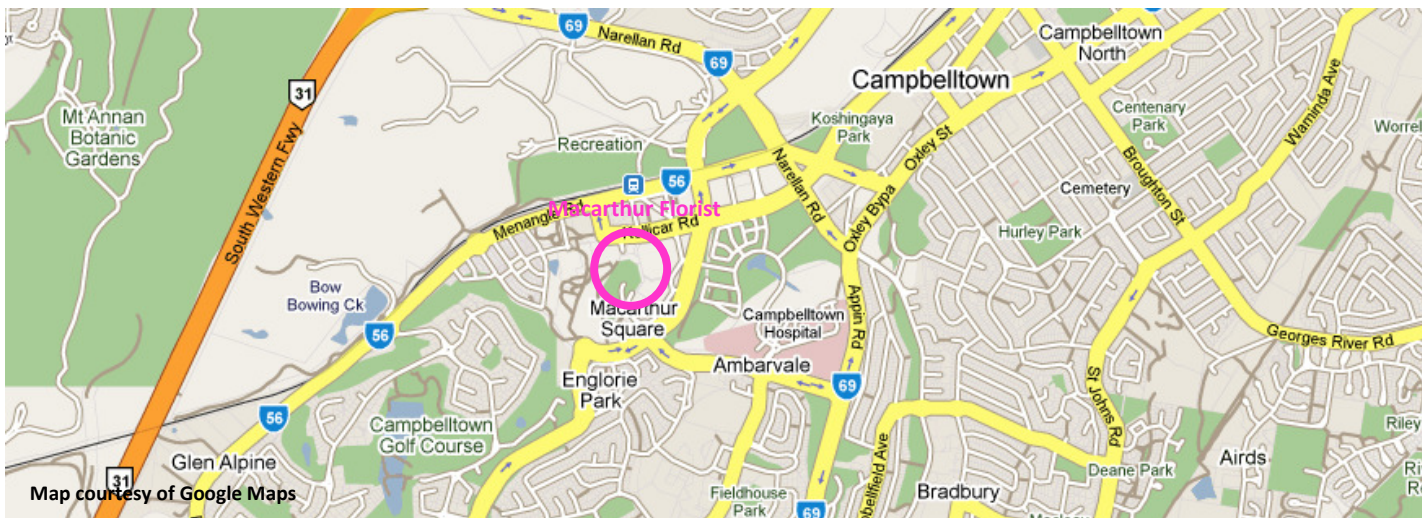 69
Narellan Rd
69
Campbelltown
North
31
Campbelltown
Mt Annan
Botanic
Gardens
South Western Fwy
Recreation
Koshingaya
Park
Oxley St
Centenary
Park
Waminda Ave
Worrel
Narellan Rd
56
Menangle Rd
Macarthur Florist
Kellicar Rd
Cemetery
Broughton St
Oxley Bypa
Hurley Park
Bow
Bowing Ck
Macarthur
Square
Campbelltown
Hospital
Appin Rd
56
Georges River Rd
Ambarvale
69
Englorie
Park
56
Campbelltown
Golf Course
St Johns Rd
Riley
Glen Alpine
31
Map courtesy of Google Maps
Airds
Deane Park
Ri
R
Fieldhouse
Park
69
pbellfield Ave
Bradbury